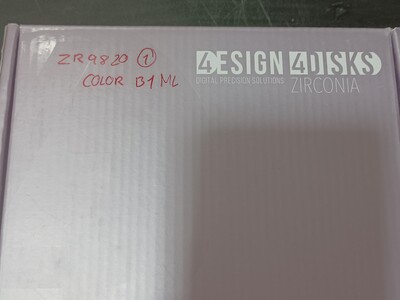 ZR9820 1
COLOR B1 ML
4ESIGN 4DISKS
DIGITAL PRECISION SOLUTIONS ZIRCONIA